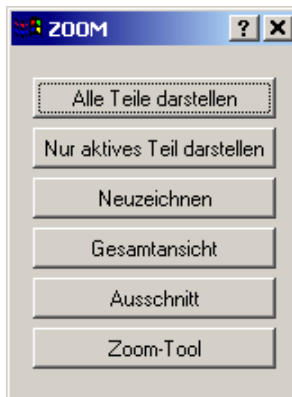 ZOOM
Alle Teile darstellen
Nur aktives Teil darstellen
Neuzeichnen
Gesamtansicht
Ausschnitt
Zoom-Tool